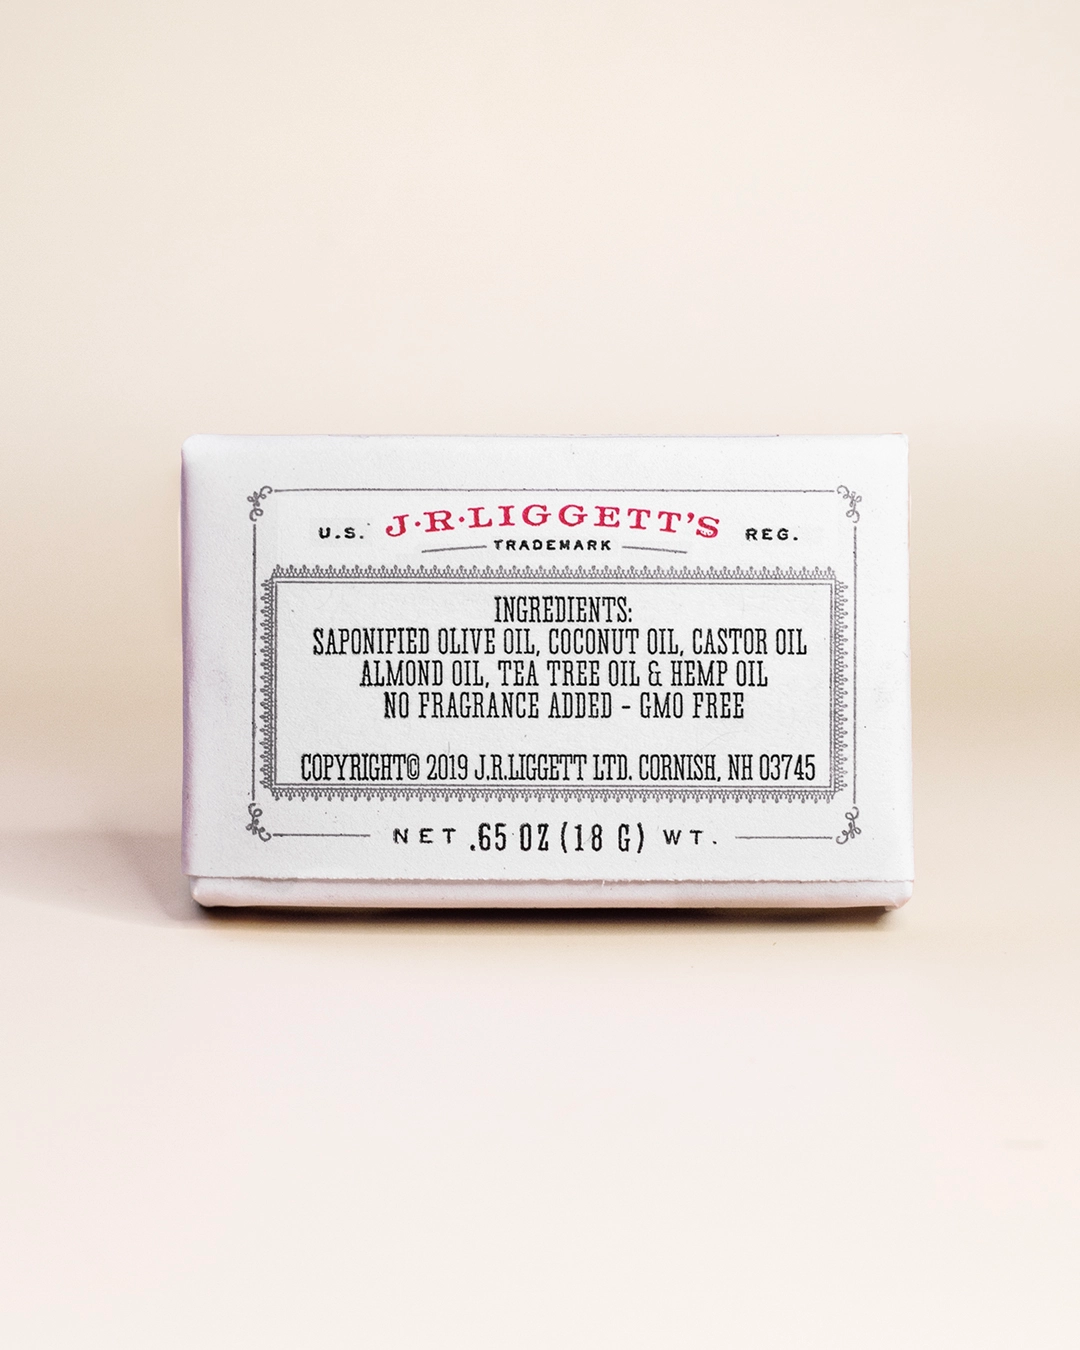 U.S. J·R·LIGGETT'S REG.
TRADEMARK
INGREDIENTS:
SAPONIFIED OLIVE OIL, COCONUT OIL, CASTOR OIL
ALMOND OIL, TEA TREE OIL & HEMP OIL
NO FRAGRANCE ADDED - GMO FREE
COPYRIGHT© 2019 J.R.LIGGETT LTD. CORNISH, NH 03745
NET .65 OZ (18 G) WT.